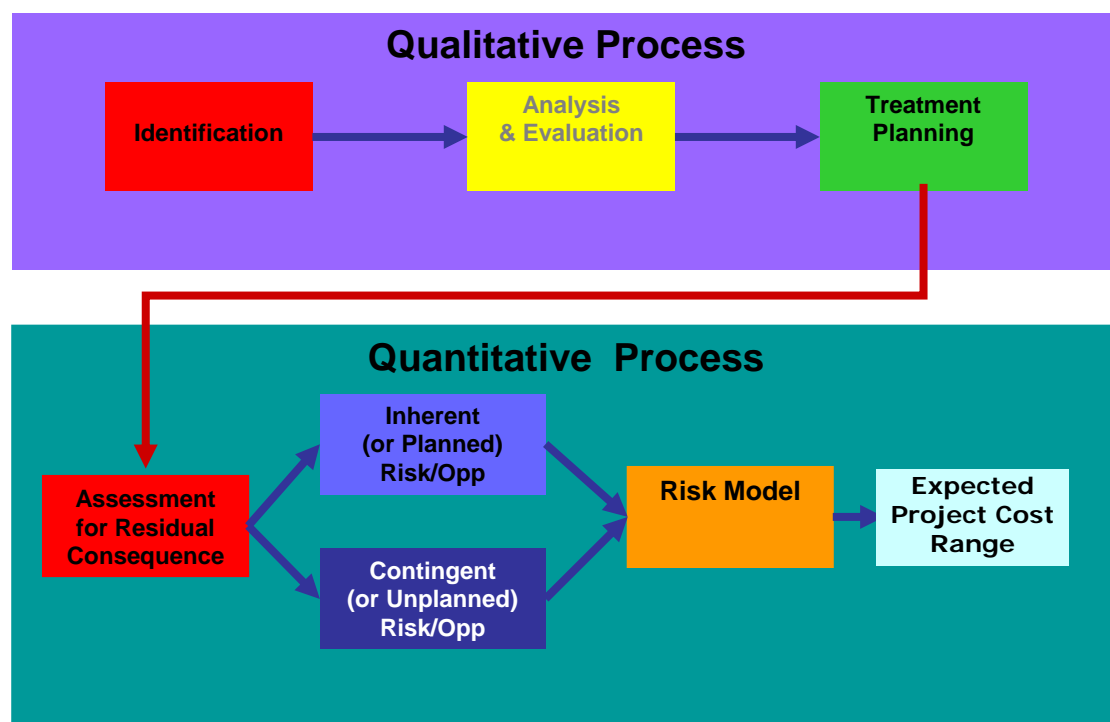 Qualitative Process
Identification
Analysis
& Evaluation
Treatment
Planning
Quantitative Process
Assessment
for Residual
Consequence
Inherent
(or Planned)
Risk/Opp
Contingent
(or Unplanned)
Risk/Opp
Risk Model
Expected
Project Cost
Range